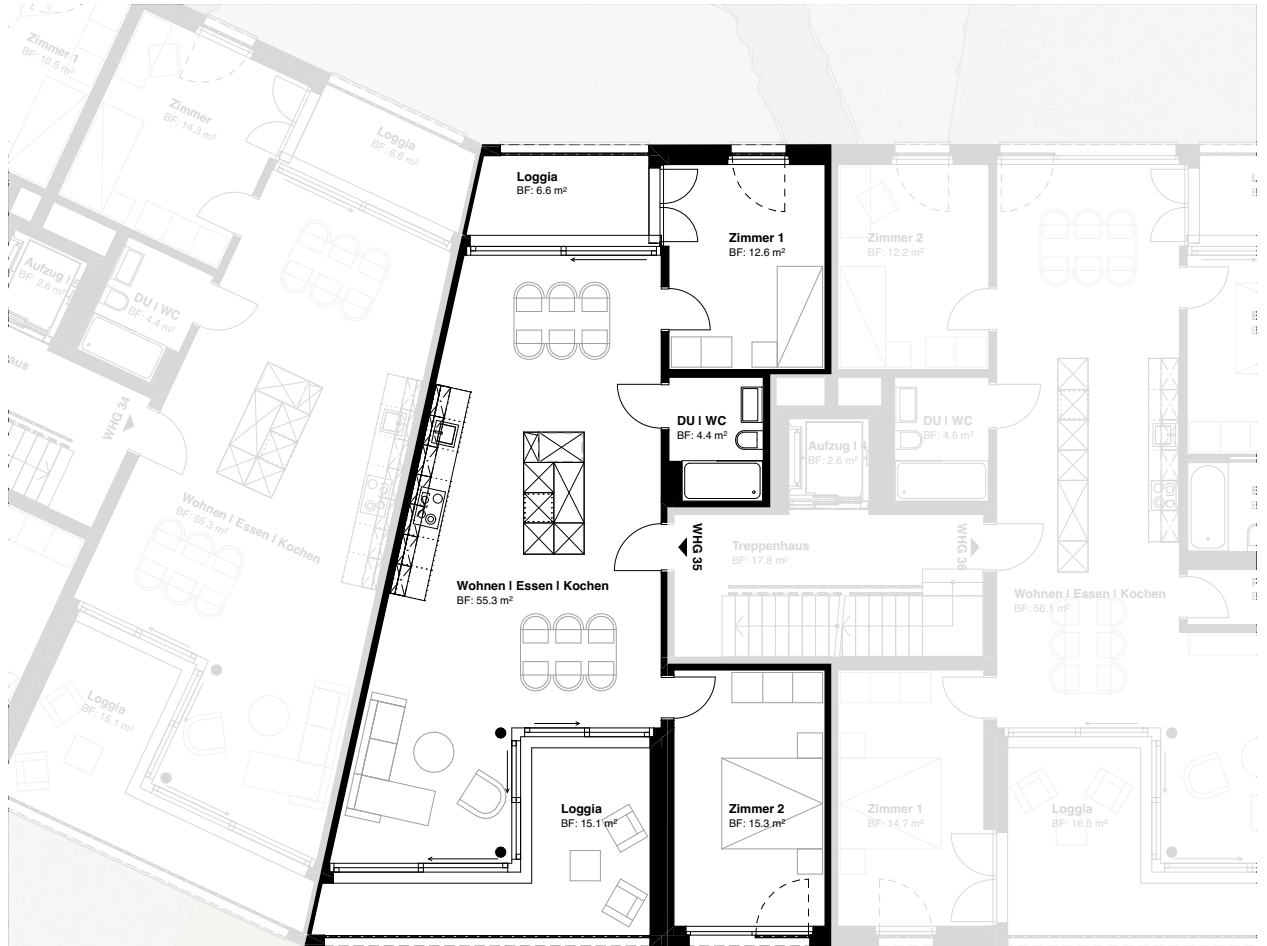 Zimmer 1
BF: 10.5 m²
Zimmer
BF: 14.3 m²
Loggia
BF: 6.6 m²
Aufzug I
BF: 2.6 m²
DU I WC
BF: 4.4 m²
WHG 34
Wohnen I Essen I Kochen
BF: 55.3 m²
Loggia
BF: 15.1 m²
Loggia
BF: 6.6 m²
Zimmer 1
BF: 12.6 m²
DU I WC
BF: 4.4 m²
WHG 35
Wohnen I Essen I Kochen
BF: 55.3 m²
Loggia
BF: 15.1 m²
Zimmer 2
BF: 15.3 m²
Aufzug I 4
BF: 2.6 m²
Treppenhaus
BF: 17.8 m²
WHG 36
Zimmer 2
BF: 12.2 m²
DU I WC
BF: 4.6 m²
Wohnen I Essen I Kochen
BF: 56.1 m²
Zimmer 1
BF: 14.7 m²
Loggia
BF: 16.5 m²